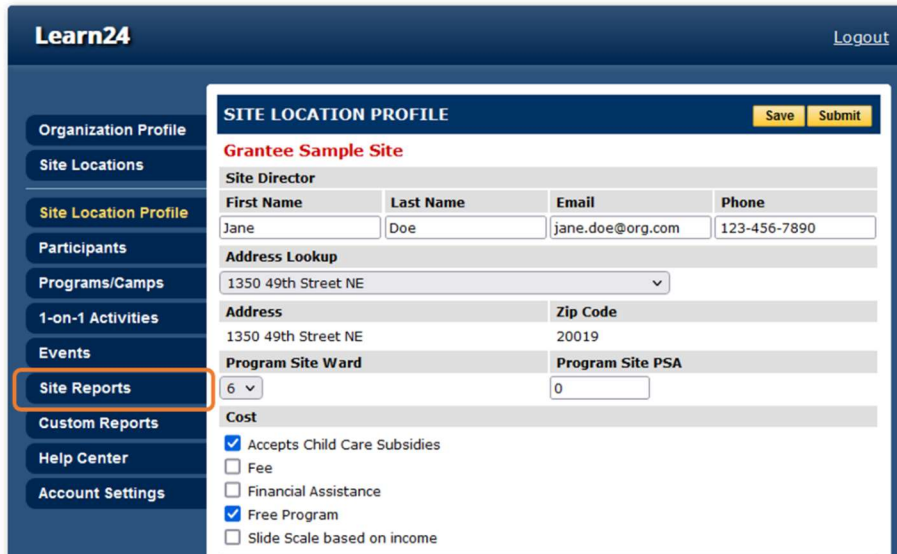 Learn24
Logout
Organization Profile
Site Locations
Site Location Profile
Participants
Programs/Camps
1-on-1 Activities
Events
Site Reports
Custom Reports
Help Center
Account Settings
SITE LOCATION PROFILE Save Submit
Grantee Sample Site
Site Director
First Name Last Name Email Phone
Jane Doe jane.doe@org.com 123-456-7890
Address Lookup
1350 49th Street NE
Address Zip Code
1350 49th Street NE 20019
Program Site Ward Program Site PSA
6 0
Cost
Accepts Child Care Subsidies
Fee
Financial Assistance
Free Program
Slide Scale based on income